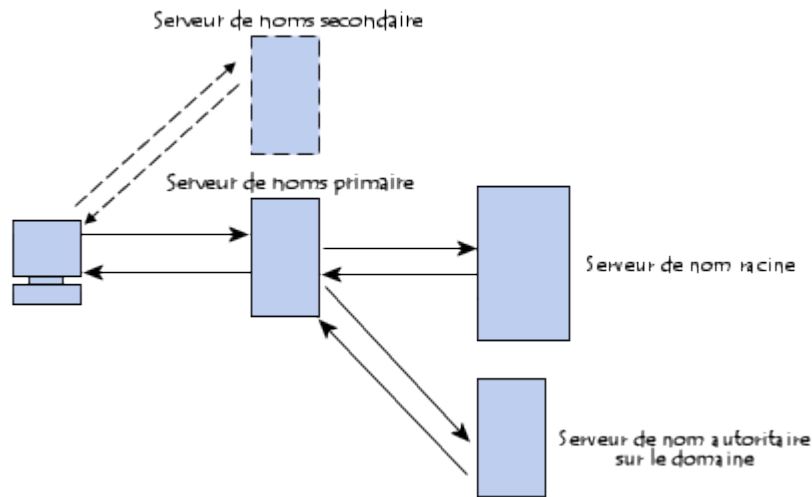 Serveur de noms secondaire
Serveur de noms primaire
Serveur de nom racine
Serveur de nom autoritaire
sur le domaine